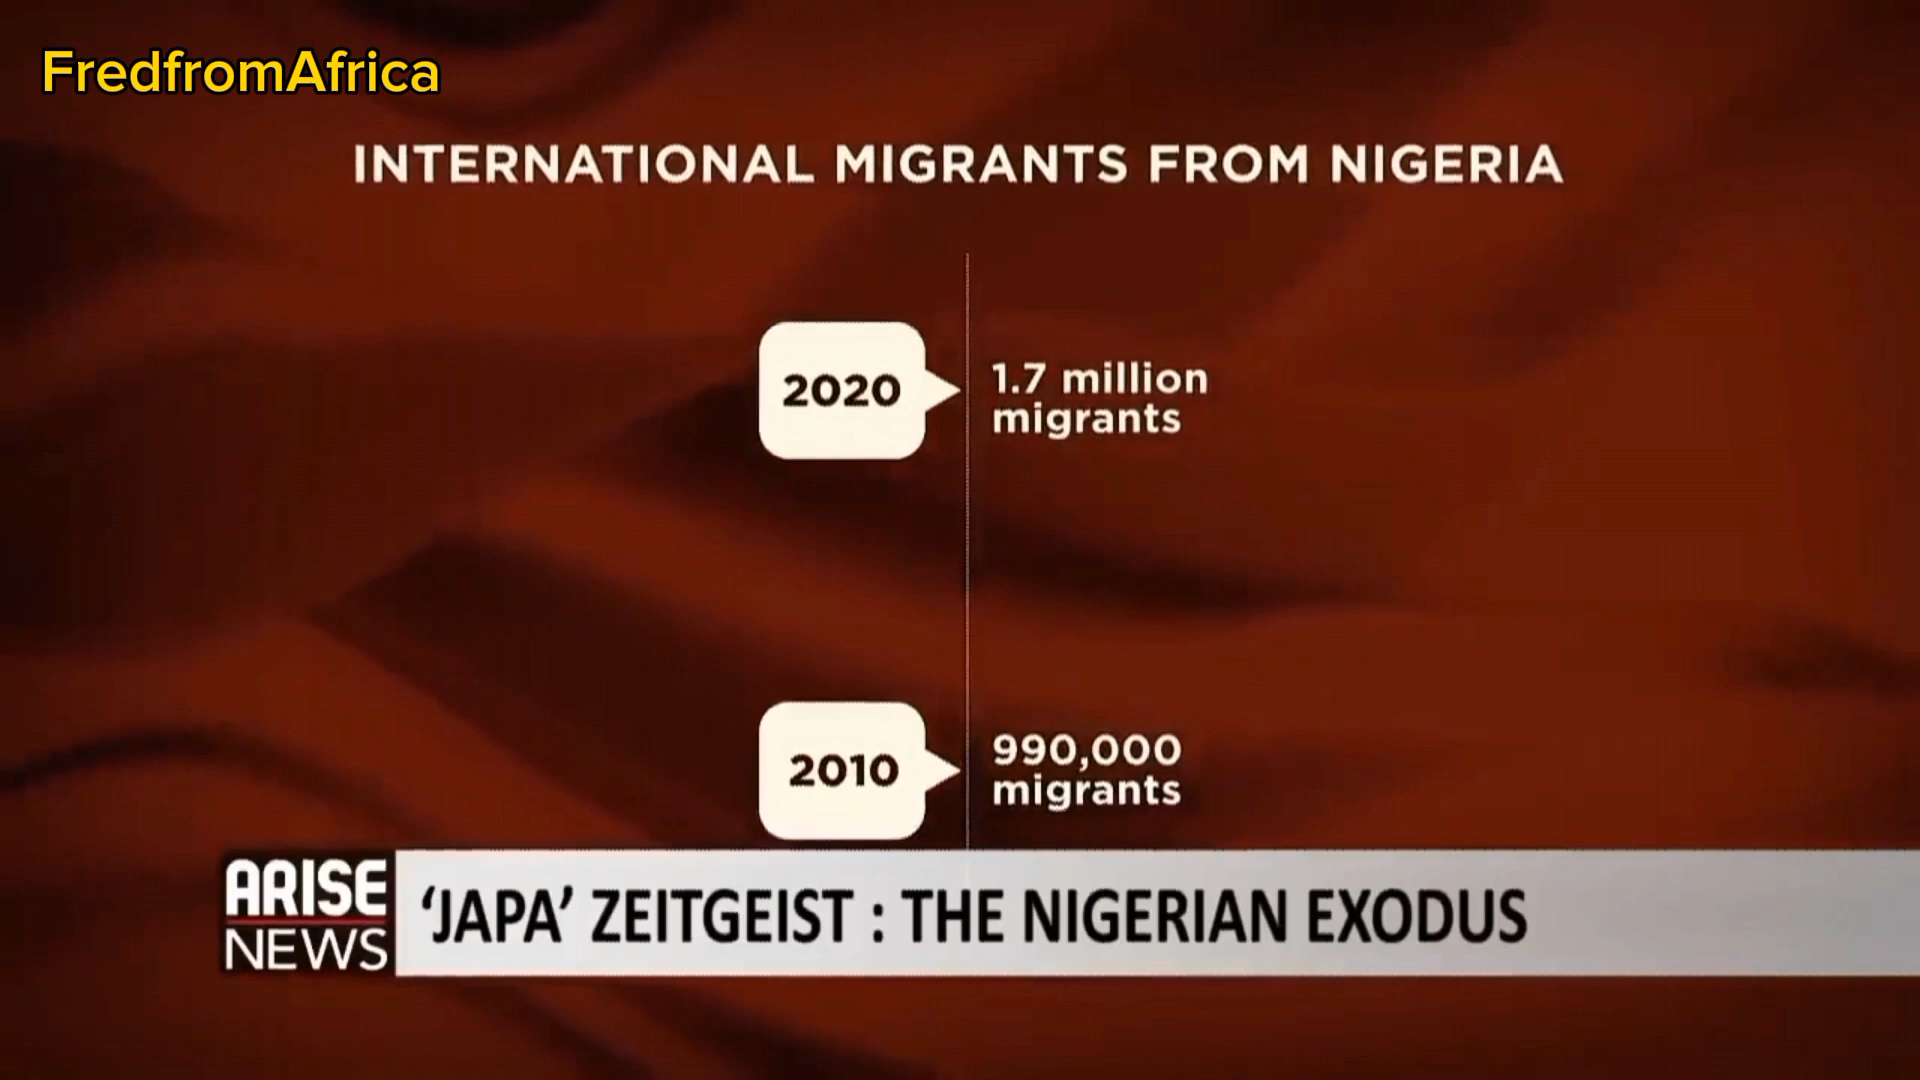 FredfromAfrica
INTERNATIONAL MIGRANTS FROM NIGERIA
2020
1.7 million
migrants
2010
990,000
migrants
ARISE
NEWS
‘JAPA’ ZEITGEIST : THE NIGERIAN EXODUS